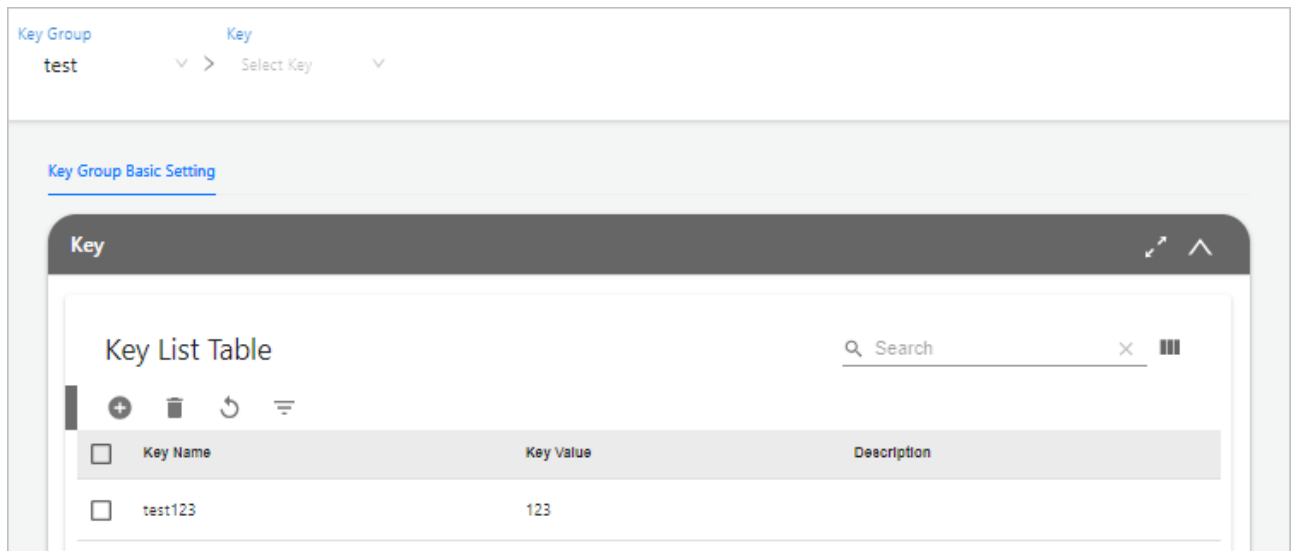 Key Group Key
test > Select Key
Key Group Basic Setting
Key
Key List Table
Search
Key Name Key Value Description
test123 123